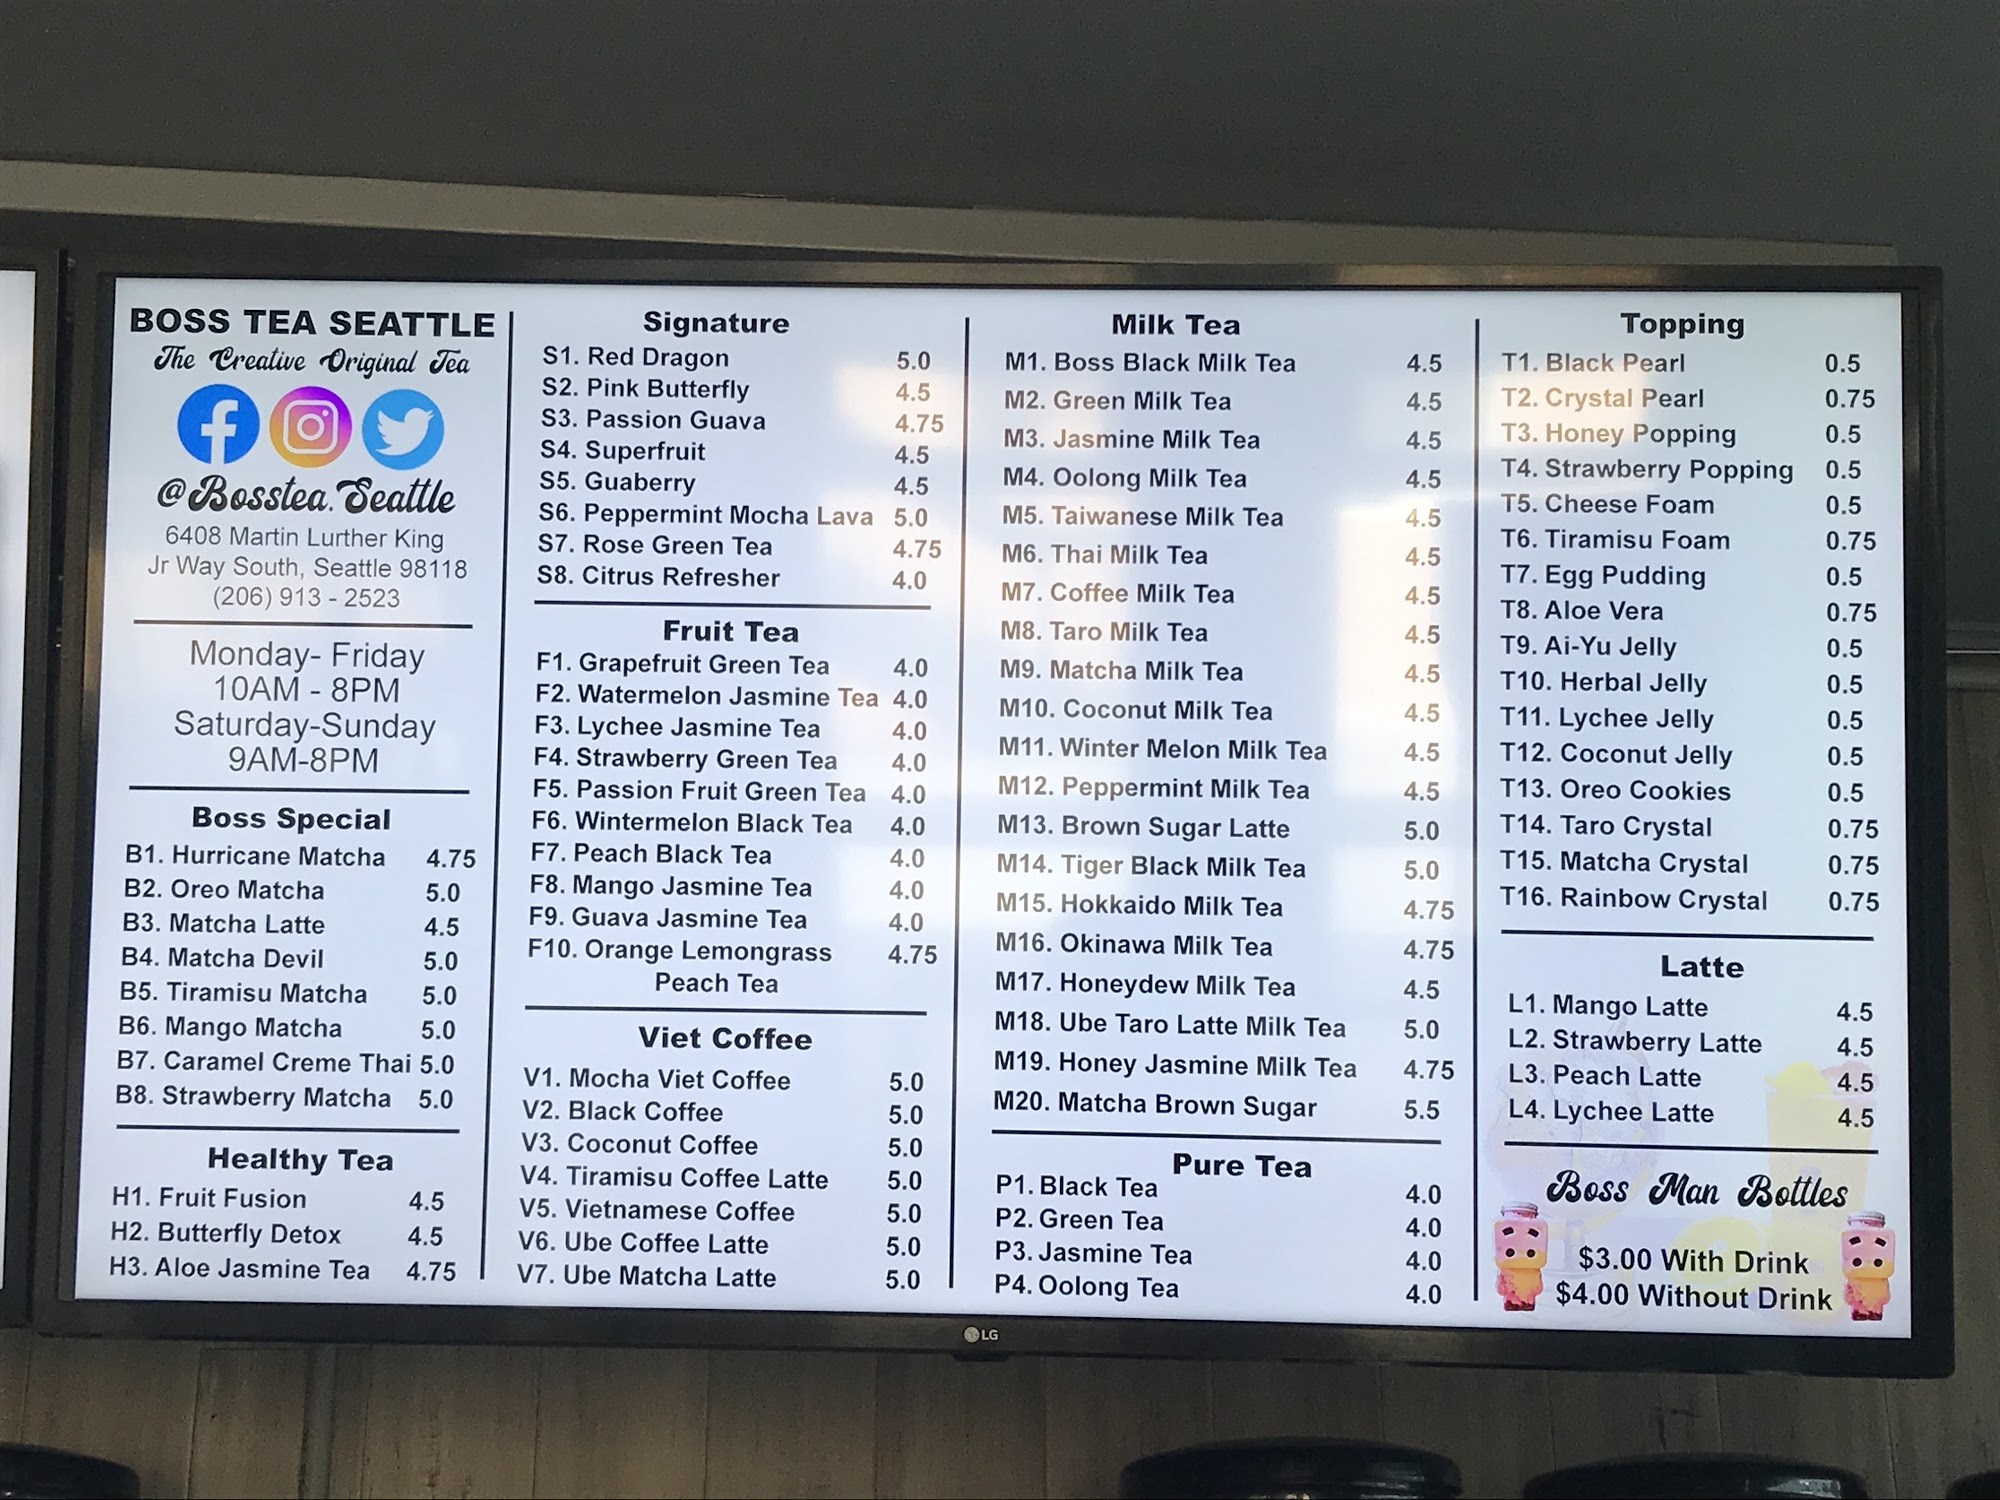 BOSS TEA SEATTLE
The Creative Original Tea
@Bosstea.Seattle
6408 Martin Lurther King
Jr Way South, Seattle 98118
(206) 913 - 2523
Monday- Friday
10AM - 8PM
Saturday-Sunday
9AM-8PM
Boss Special
B1. Hurricane Matcha 4.75
B2. Oreo Matcha 5.0
B3. Matcha Latte 4.5
B4. Matcha Devil 5.0
B5. Tiramisu Matcha 5.0
B6. Mango Matcha 5.0
B7. Caramel Creme Thai 5.0
B8. Strawberry Matcha 5.0
Healthy Tea
H1. Fruit Fusion 4.5
H2. Butterfly Detox 4.5
H3. Aloe Jasmine Tea 4.75
Signature
S1. Red Dragon 5.0
S2. Pink Butterfly 4.5
S3. Passion Guava 4.75
S4. Superfruit 4.5
S5. Guaberry 4.5
S6. Peppermint Mocha Lava 5.0
S7. Rose Green Tea 4.75
S8. Citrus Refresher 4.0
Fruit Tea
F1. Grapefruit Green Tea 4.0
F2. Watermelon Jasmine Tea 4.0
F3. Lychee Jasmine Tea 4.0
F4. Strawberry Green Tea 4.0
F5. Passion Fruit Green Tea 4.0
F6. Wintermelon Black Tea 4.0
F7. Peach Black Tea 4.0
F8. Mango Jasmine Tea 4.0
F9. Guava Jasmine Tea 4.0
F10. Orange Lemongrass 4.75
Peach Tea
Viet Coffee
V1. Mocha Viet Coffee 5.0
V2. Black Coffee 5.0
V3. Coconut Coffee 5.0
V4. Tiramisu Coffee Latte 5.0
V5. Vietnamese Coffee 5.0
V6. Ube Coffee Latte 5.0
V7. Ube Matcha Latte 5.0
Milk Tea
M1. Boss Black Milk Tea 4.5
M2. Green Milk Tea 4.5
M3. Jasmine Milk Tea 4.5
M4. Oolong Milk Tea 4.5
M5. Taiwanese Milk Tea 4.5
M6. Thai Milk Tea 4.5
M7. Coffee Milk Tea 4.5
M8. Taro Milk Tea 4.5
M9. Matcha Milk Tea 4.5
M10. Coconut Milk Tea 4.5
M11. Winter Melon Milk Tea 4.5
M12. Peppermint Milk Tea 4.5
M13. Brown Sugar Latte 5.0
M14. Tiger Black Milk Tea 5.0
M15. Hokkaido Milk Tea 4.75
M16. Okinawa Milk Tea 4.75
M17. Honeydew Milk Tea 4.5
M18. Ube Taro Latte Milk Tea 5.0
M19. Honey Jasmine Milk Tea 4.75
M20. Matcha Brown Sugar 5.5
Pure Tea
P1. Black Tea 4.0
P2. Green Tea 4.0
P3. Jasmine Tea 4.0
P4. Oolong Tea 4.0
Topping
T1. Black Pearl 0.5
T2. Crystal Pearl 0.75
T3. Honey Popping 0.5
T4. Strawberry Popping 0.5
T5. Cheese Foam 0.5
T6. Tiramisu Foam 0.75
T7. Egg Pudding 0.5
T8. Aloe Vera 0.75
T9. Ai-Yu Jelly 0.5
T10. Herbal Jelly 0.5
T11. Lychee Jelly 0.5
T12. Coconut Jelly 0.5
T13. Oreo Cookies 0.5
T14. Taro Crystal 0.75
T15. Matcha Crystal 0.75
T16. Rainbow Crystal 0.75
Latte
L1. Mango Latte 4.5
L2. Strawberry Latte 4.5
L3. Peach Latte 4.5
L4. Lychee Latte 4.5
Boss Man Bottles
$3.00 With Drink
$4.00 Without Drink
LG